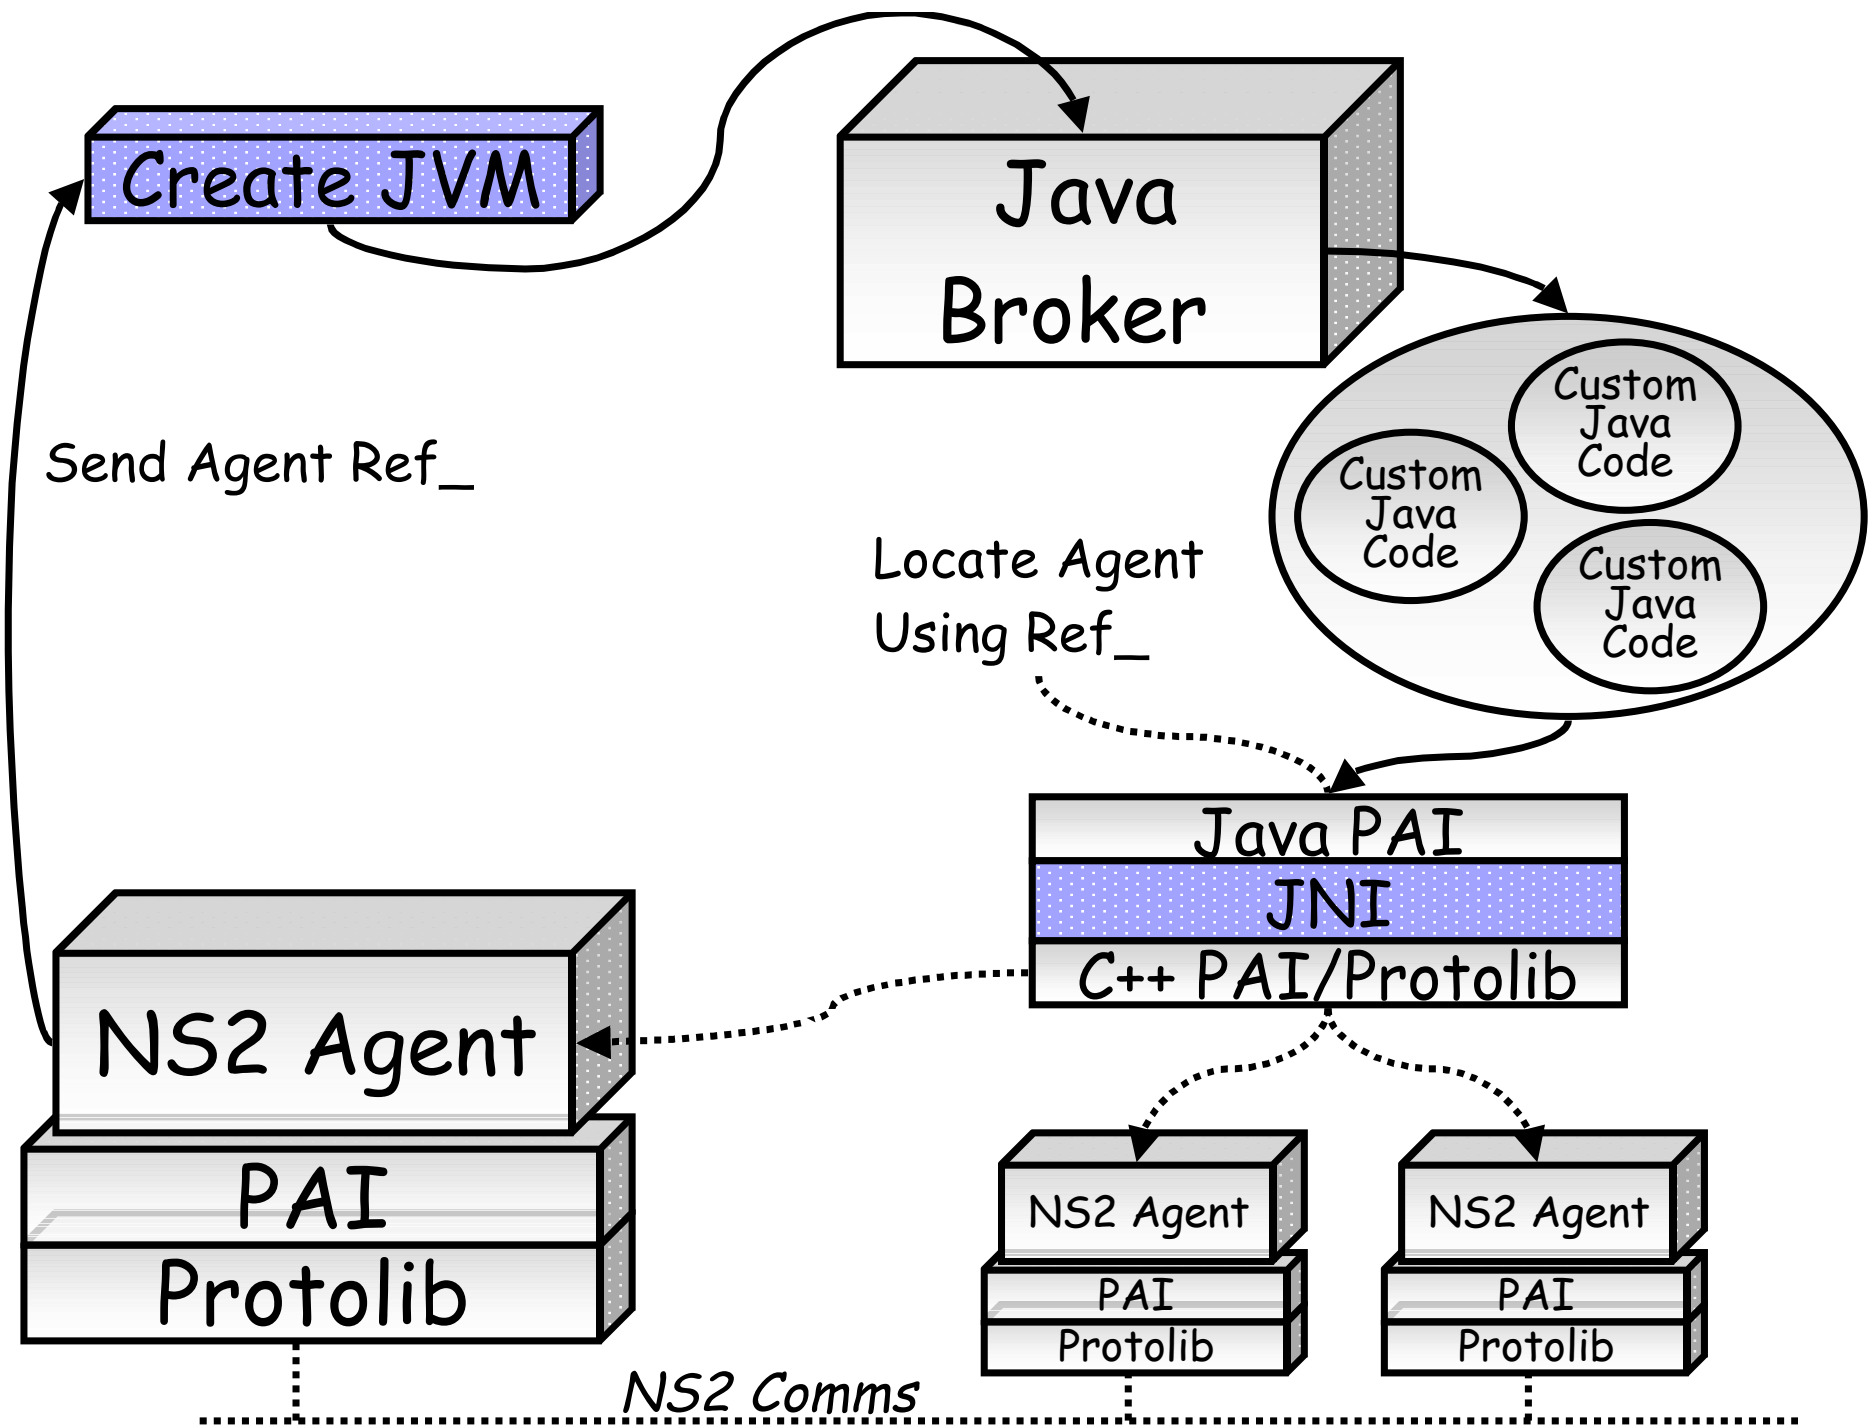 Create JVM
Java
Broker
Custom
Java
Code
Custom
Java
Code
Custom
Java
Code
Send Agent Ref_
Locate Agent
Using Ref_
Java PAI
JNI
C++ PAI/Protolib
NS2 Agent
PAI
Protolib
NS2 Agent
PAI
Protolib
NS2 Agent
PAI
Protolib
NS2 Comms